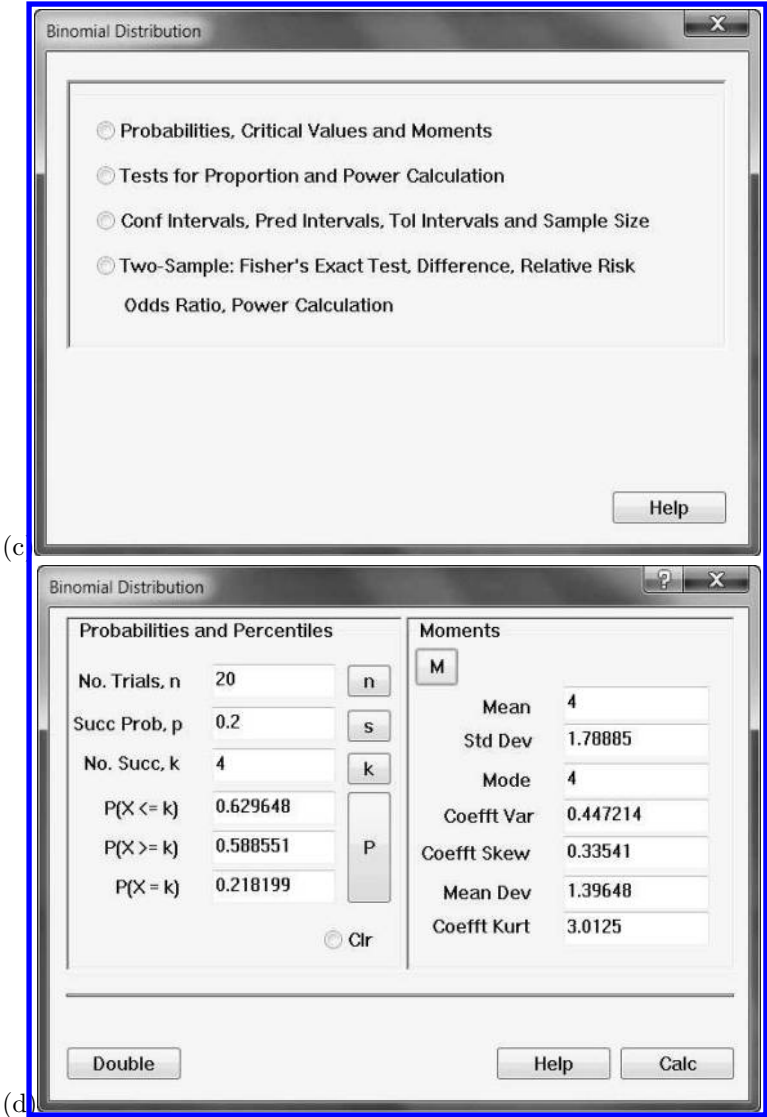 Binomial Distribution
Probabilities, Critical Values and Moments
Tests for Proportion and Power Calculation
Conf Intervals, Pred Intervals, Tol Intervals and Sample Size
Two-Sample: Fisher's Exact Test, Difference, Relative Risk
Odds Ratio, Power Calculation
Help
(c)
Binomial Distribution
?
X
Probabilities and Percentiles
No. Trials, n 20 n
Succ Prob, p 0.2 s
No. Succ, k 4 k
P(X <= k) 0.629648
P(X >= k) 0.588551 P
P(X = k) 0.218199
Clr
Moments
M
Mean 4
Std Dev 1.78885
Mode 4
Coefft Var 0.447214
Coefft Skew 0.33541
Mean Dev 1.39648
Coefft Kurt 3.0125
Double
Help
Calc
(d)